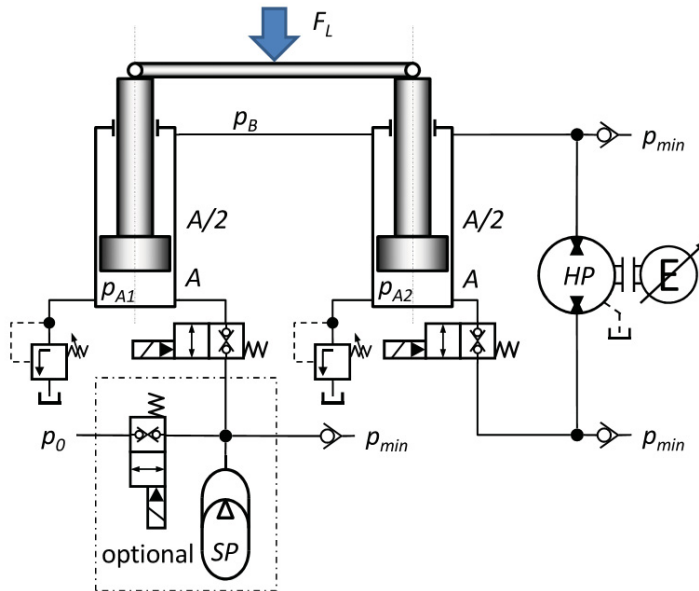 F_L
p_B
p_min
A/2
A/2
p_A1
A
p_A2
A
HP
E
p_0
p_min
p_min
optional
SP